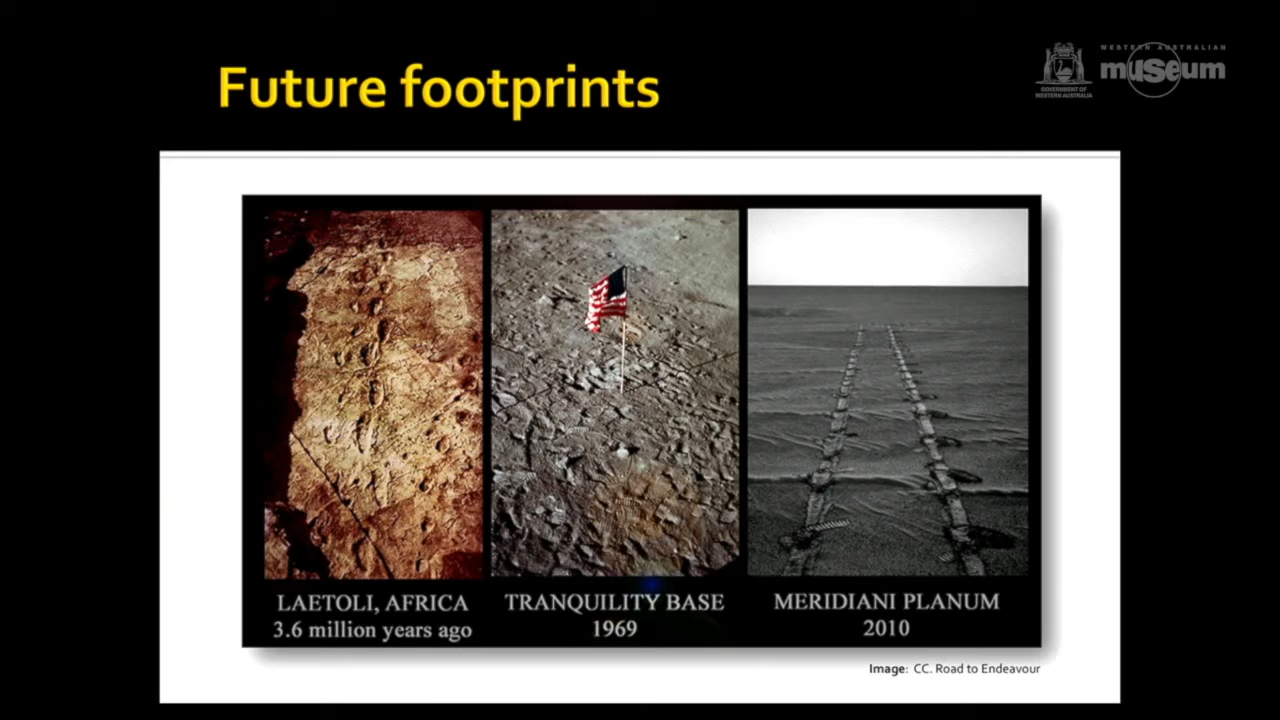 Future footprints
GOVERNMENT OF
WESTERN AUSTRALIA
WESTERN AUSTRALIAN
museum
LAETOLI, AFRICA
3.6 million years ago
TRANQUILITY BASE
1969
MERIDIANI PLANUM
2010
Image: CC. Road to Endeavour